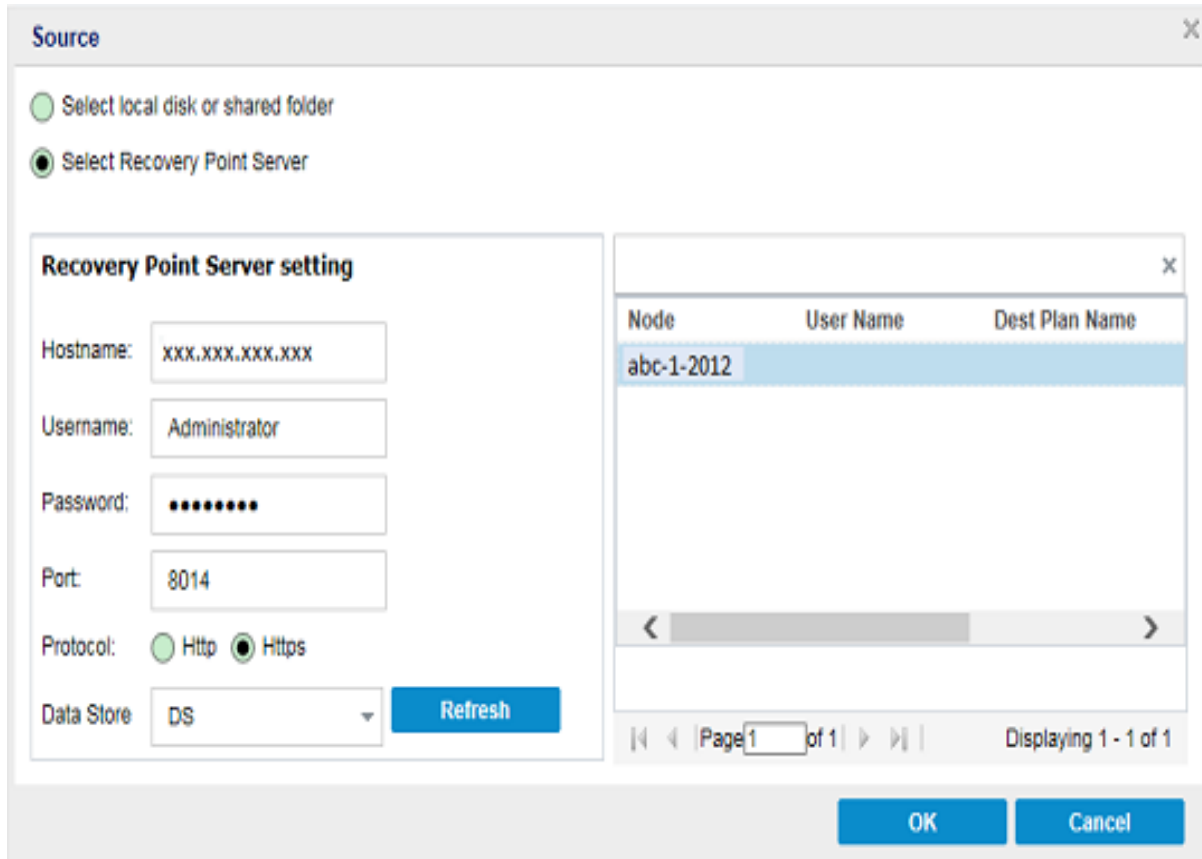 Source
Select local disk or shared folder
Select Recovery Point Server
Recovery Point Server setting
Hostname: xxx.xxx.xxx.xxx
Username: Administrator
Password: ••••••••
Port: 8014
Protocol: Http Https
Data Store DS Refresh
Node User Name Dest Plan Name
abc-1-2012
Page 1 of 1 Displaying 1 - 1 of 1
OK Cancel